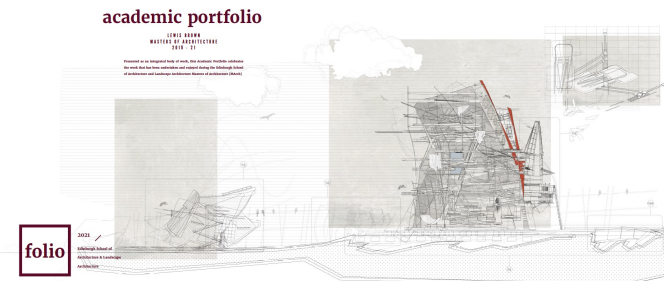 academic portfolio
LEWIS BROWN
MASTERS OF ARCHITECTURE
2019 - 21
Presented as an integrated body of work, this Academic Portfolio celebrates
the work that has been undertaken and enjoyed during the Edinburgh School
of Architecture and Landscape Architecture Masters of Architecture [MArch]
folio
2021
Edinburgh School of
Architecture & Landscape
Architecture